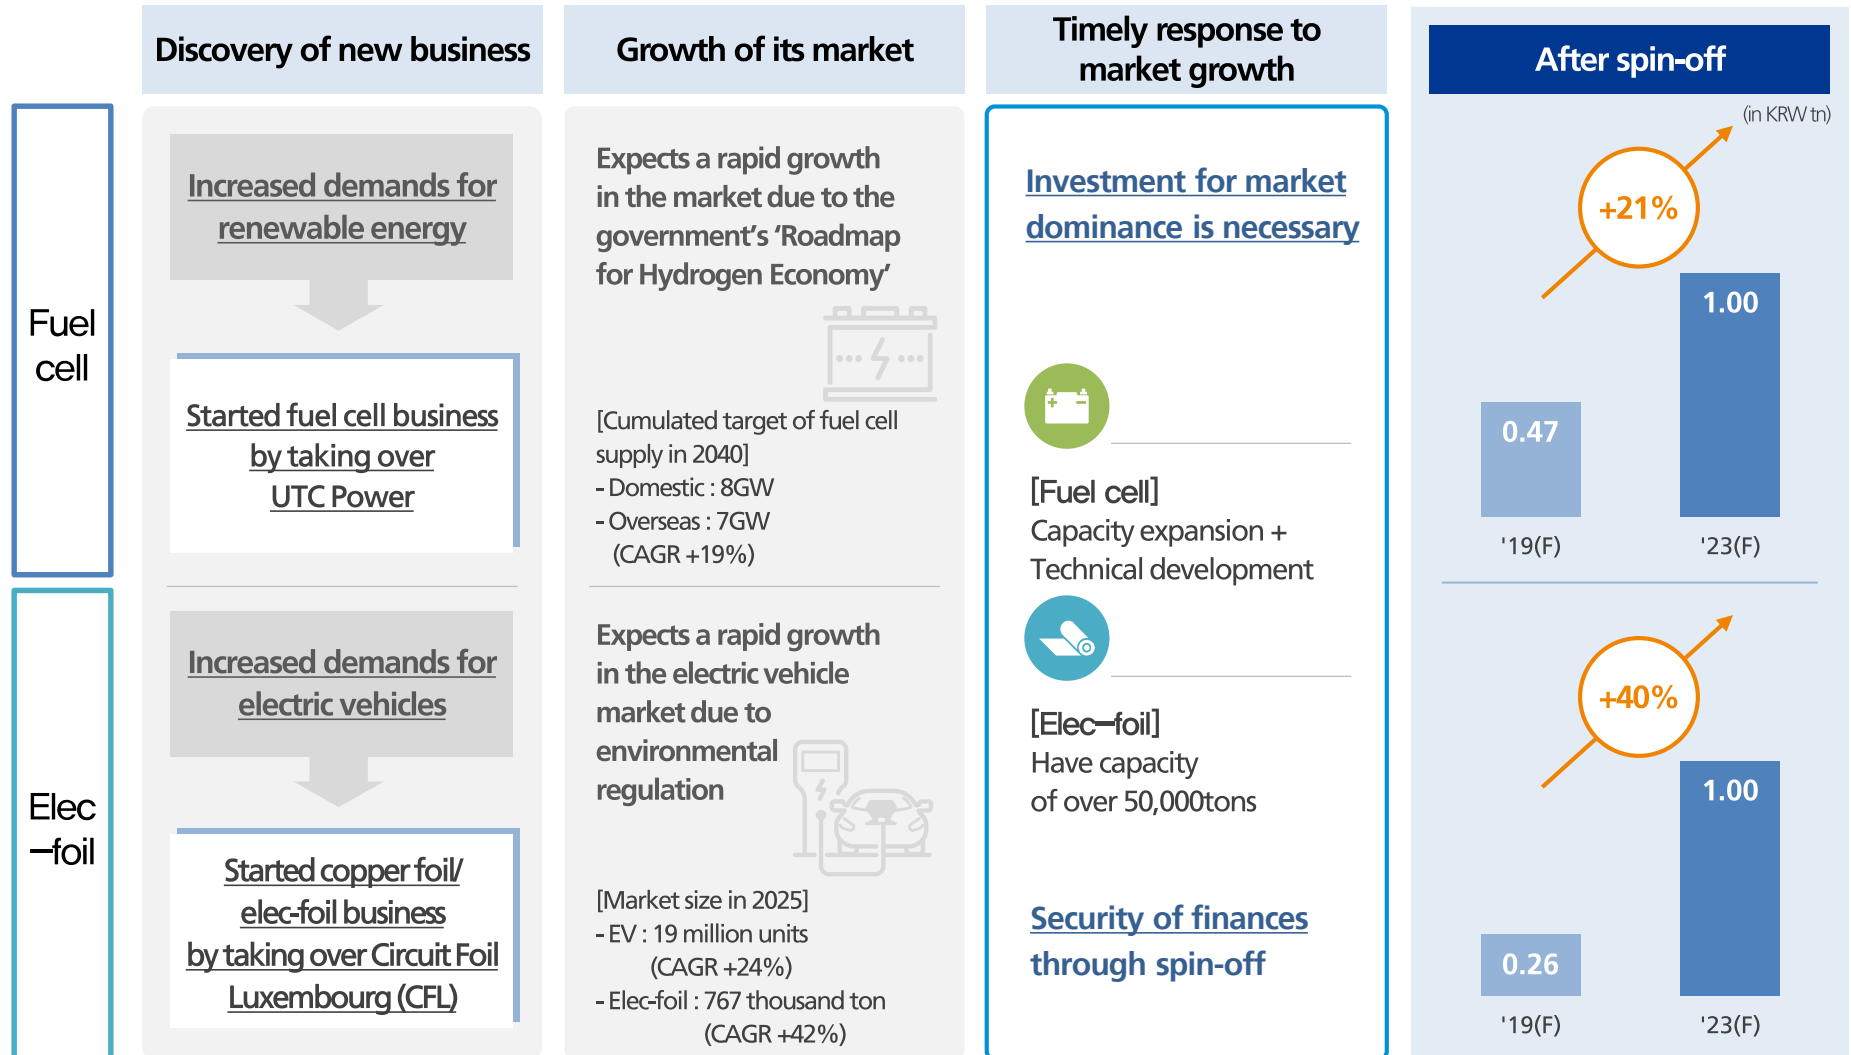 Discovery of new business
Growth of its market
Timely response to
market growth
After spin-off
(in KRW tn)
Fuel
cell
Increased demands for
renewable energy
Started fuel cell business
by taking over
UTC Power
Expects a rapid growth
in the market due to the
government's 'Roadmap
for Hydrogen Economy'
[Cumulated target of fuel cell
supply in 2040]
- Domestic : 8GW
- Overseas : 7GW
(CAGR +19%)
Investment for market
dominance is necessary
[Fuel cell]
Capacity expansion +
Technical development
+21%
1.00
0.47
'19(F)
'23(F)
Elec
-foil
Increased demands for
electric vehicles
Started copper foil/
elec-foil business
by taking over Circuit Foil
Luxembourg (CFL)
Expects a rapid growth
in the electric vehicle
market due to
environmental
regulation
[Market size in 2025]
- EV : 19 million units
(CAGR +24%)
- Elec-foil : 767 thousand ton
(CAGR +42%)
[Elec-foil]
Have capacity
of over 50,000tons
Security of finances
through spin-off
+40%
1.00
0.26
'19(F)
'23(F)